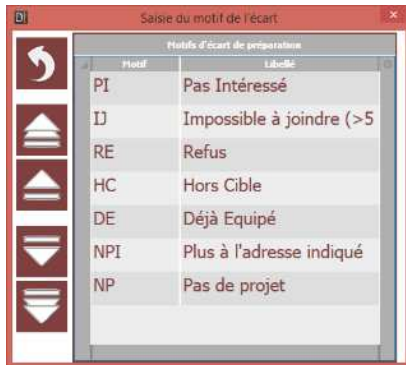 Saisie du motif de l'écart
Motifs d'écart de préparation
Motif Libellé
PI Pas Intéressé
IJ Impossible à joindre (>5
RE Refus
HC Hors Cible
DE Déjà Equipé
NPI Plus à l'adresse indiqué
NP Pas de projet